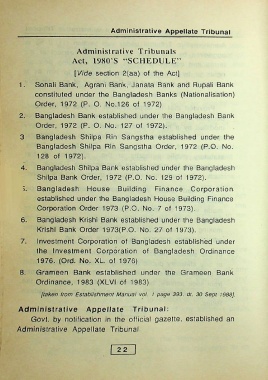 Administrative Appellate Tribunal
Administrative Tribunals
Act, 1980'S "SCHEDULE"
[Vide section 2(aa) of the Act]
1. Sonali Bank, Agrani Bank, Janata Bank and Rupali Bank
constituted under the Bangladesh Banks (Nationalisation)
Order, 1972 (P. O. No.126 of 1972)
2. Bangladesh Bank established under the Bangladesh Bank
Order, 1972 (P. O. No. 127 of 1972).
3 Bangladesh Shilpa Rin Sangstha established under the
Bangladesh Shilpa Rin Sangstha Order, 1972 (P.O. No.
128 of 1972).
4. Bangladesh Shilpa Bank established under the Bangladesh
Shilpa Bank Order, 1972 (P.O. No. 129 of 1972).
5. Bangladesh House Building Finance Corporation
established under the Bangladesh House Building Finance
Corporation Order 1973 (P.O. No. 7 of 1973).
6. Bangladesh Krishi Bank established under the Bangladesh
Krishi Bank Order 1973(P.O. No. 27 of 1973).
7. Investment Corporation of Bangladesh established under
the Investment Corporation of Bangladesh Ordinance
1976. (Ord. No. XL. of 1976)
8. Grameen Bank established under the Grameen Bank
Ordinance, 1983 (XLVI of 1983).
[taken from Establishment Manual vol. I page 393. dt. 30 Sept 1988].
Administrative Appellate Tribunal:
Govt. by notification in the official gazette, established an
Administrative Appellate Tribunal
22